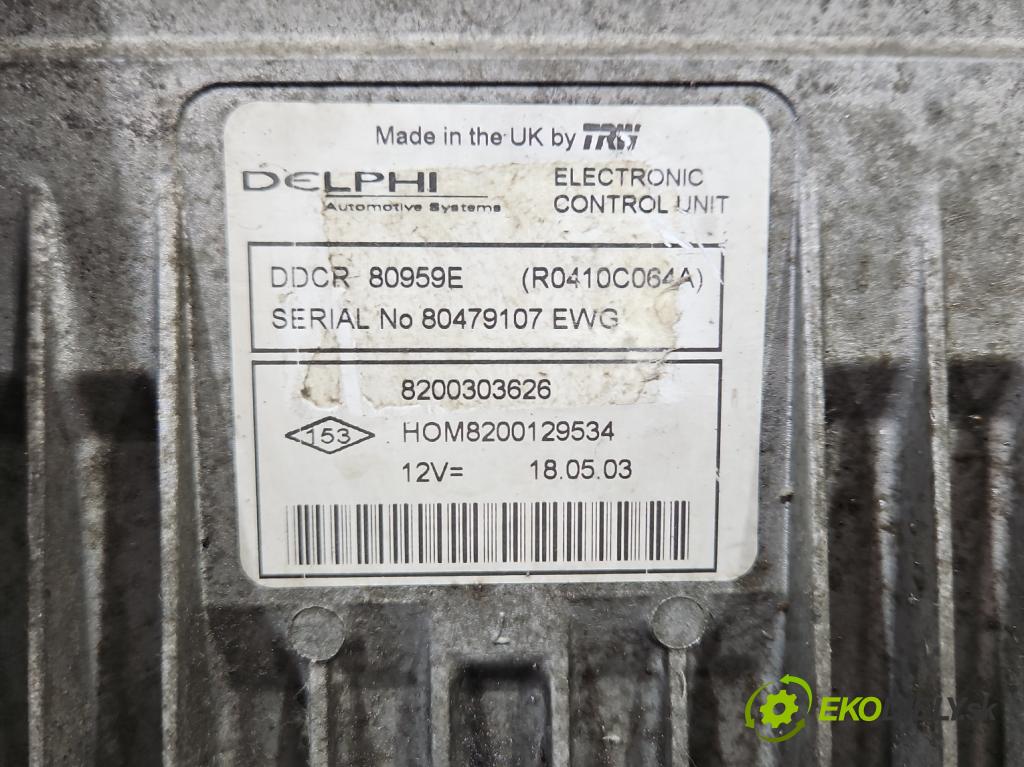 Made in the UK by TRW
DELPHI
Automotive Systems
ELECTRONIC
CONTROL UNIT
DDCR 80959E (R0410C064A)
SERIAL No 80479107 EWG
8200303626
153 HOM8200129534
12V= 18.05.03
EKODIELY.sk